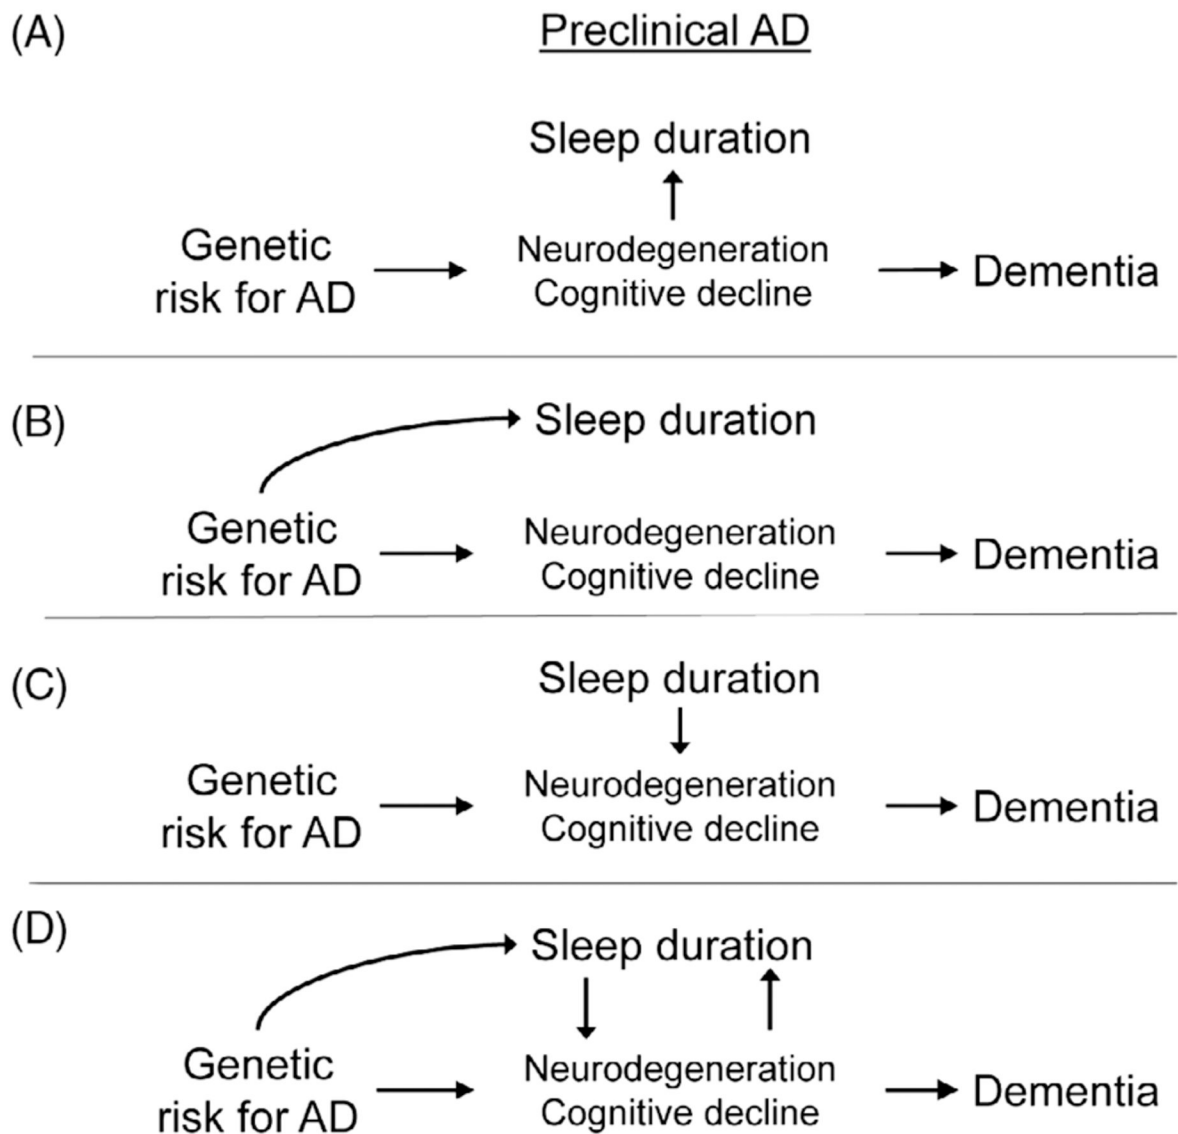 (A)
Preclinical AD
Sleep duration
Genetic
risk for AD
Neurodegeneration
Cognitive decline
Dementia
(B)
Sleep duration
Genetic
risk for AD
Neurodegeneration
Cognitive decline
Dementia
(C)
Sleep duration
Genetic
risk for AD
Neurodegeneration
Cognitive decline
Dementia
(D)
Sleep duration
Genetic
risk for AD
Neurodegeneration
Cognitive decline
Dementia